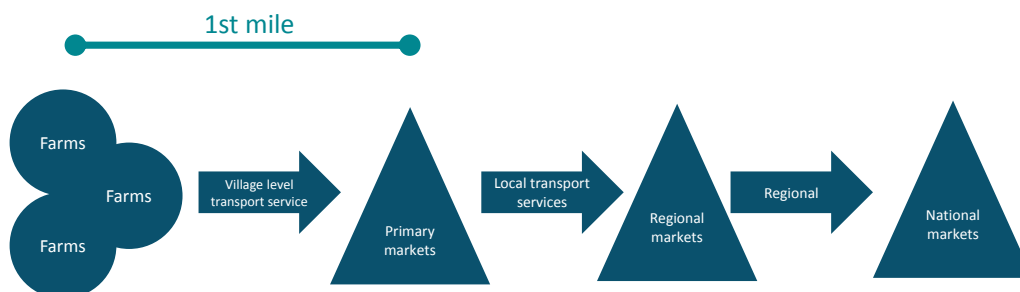 1st mile
Farms
Farms
Farms
Village level
transport service
Primary
markets
Local transport
services
Regional
markets
Regional
National
markets